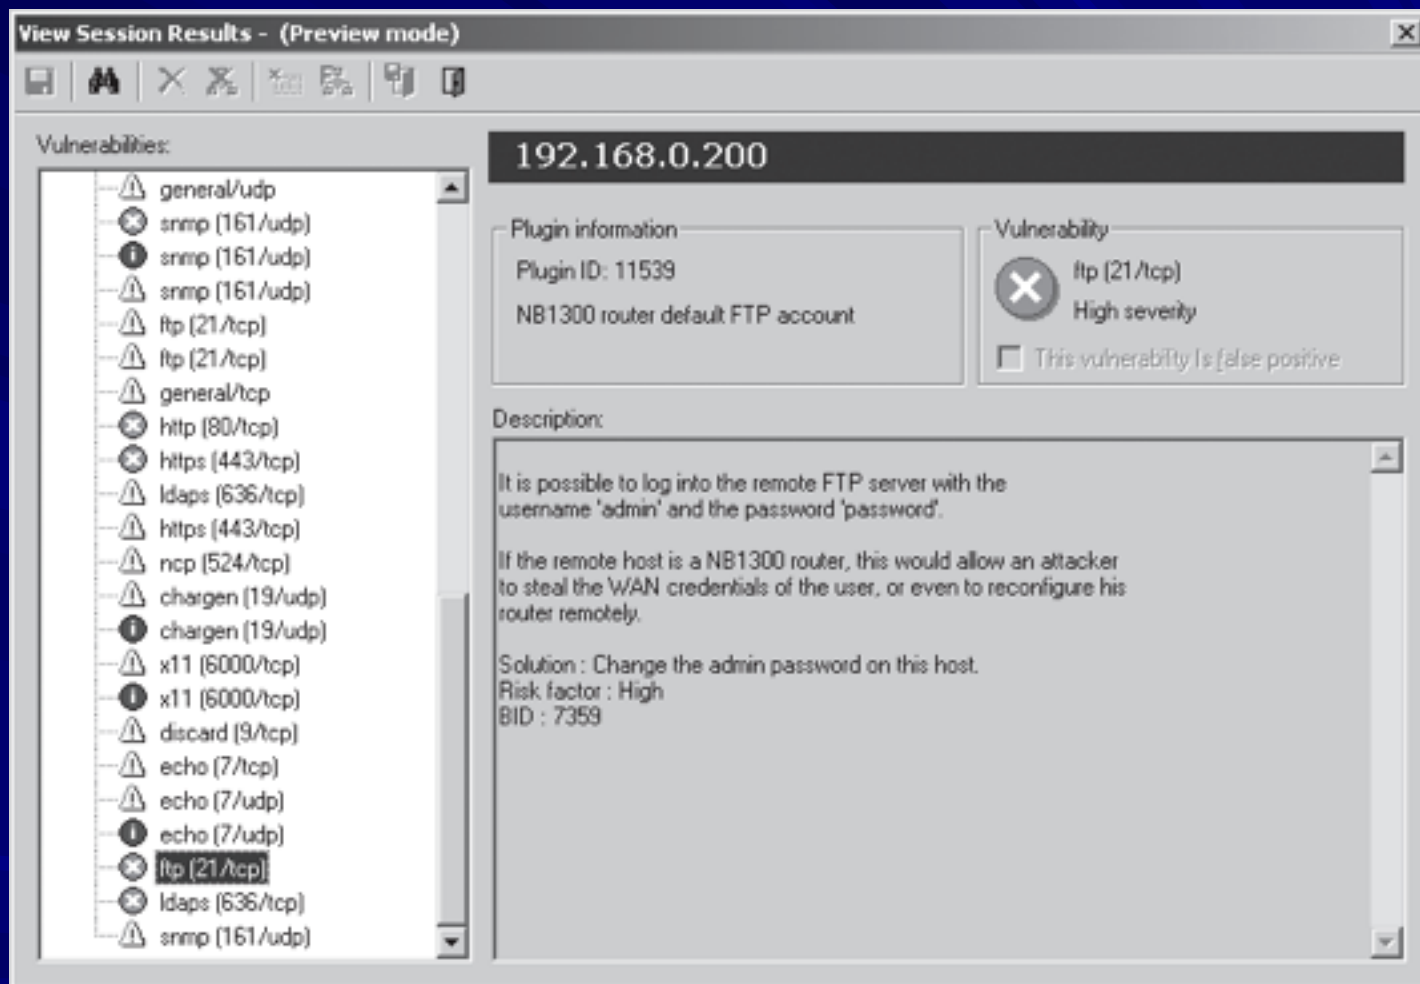 View Session Results - (Preview mode)
Vulnerabilities:
general/udp
snmp (161/udp)
snmp (161/udp)
snmp (161/udp)
ftp (21/tcp)
ftp (21/tcp)
general/tcp
http (80/tcp)
https (443/tcp)
ldaps (636/tcp)
https (443/tcp)
ncp (524/tcp)
chargen (19/udp)
chargen (19/udp)
x11 (6000/tcp)
x11 (6000/tcp)
discard (9/tcp)
echo (7/tcp)
echo (7/udp)
echo (7/udp)
ftp (21/tcp)
ldaps (636/tcp)
snmp (161/udp)
192.168.0.200
Plugin information
Plugin ID: 11539
NB1300 router default FTP account
Vulnerability
ftp (21/tcp)
High severity
This vulnerability is false positive
Description:
It is possible to log into the remote FTP server with the
username 'admin' and the password 'password'.
If the remote host is a NB1300 router, this would allow an attacker
to steal the WAN credentials of the user, or even to reconfigure his
router remotely.
Solution : Change the admin password on this host.
Risk factor : High
BID : 7359